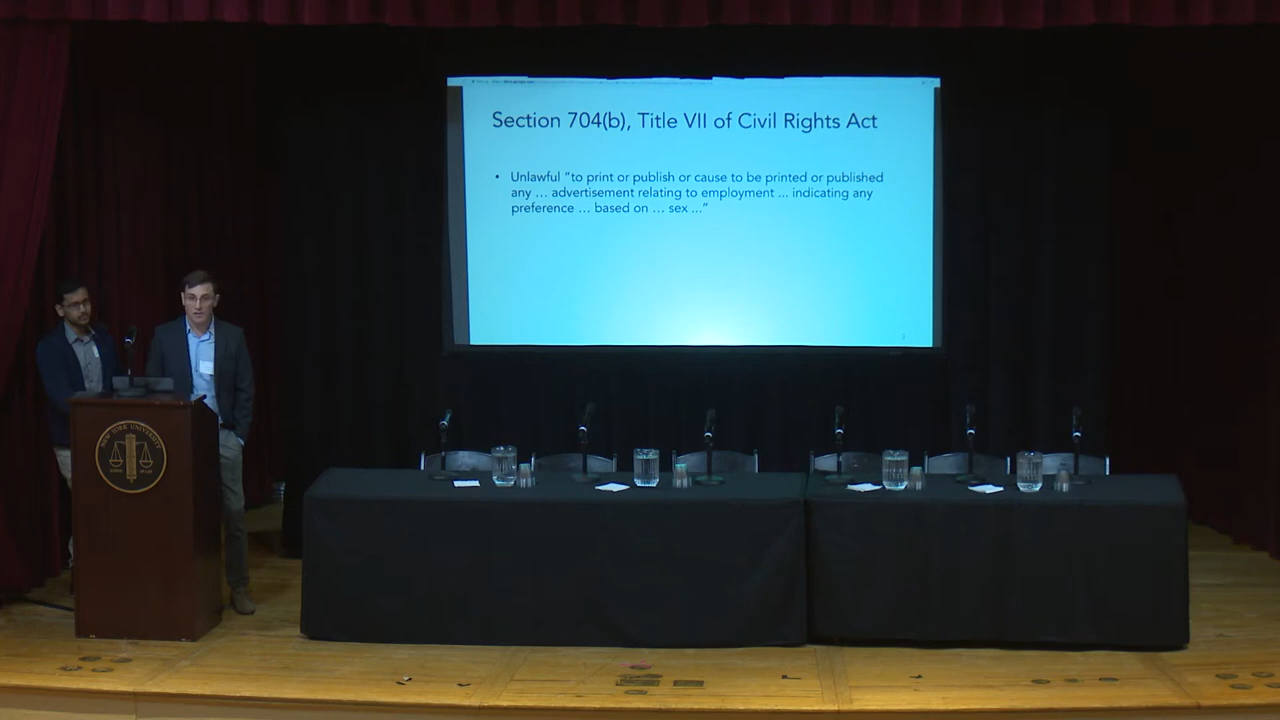 Section 704(b), Title VII of Civil Rights Act
• Unlawful “to print or publish or cause to be printed or published
any … advertisement relating to employment ... indicating any
preference … based on … sex ...”
NEW YORK UNIVERSITY